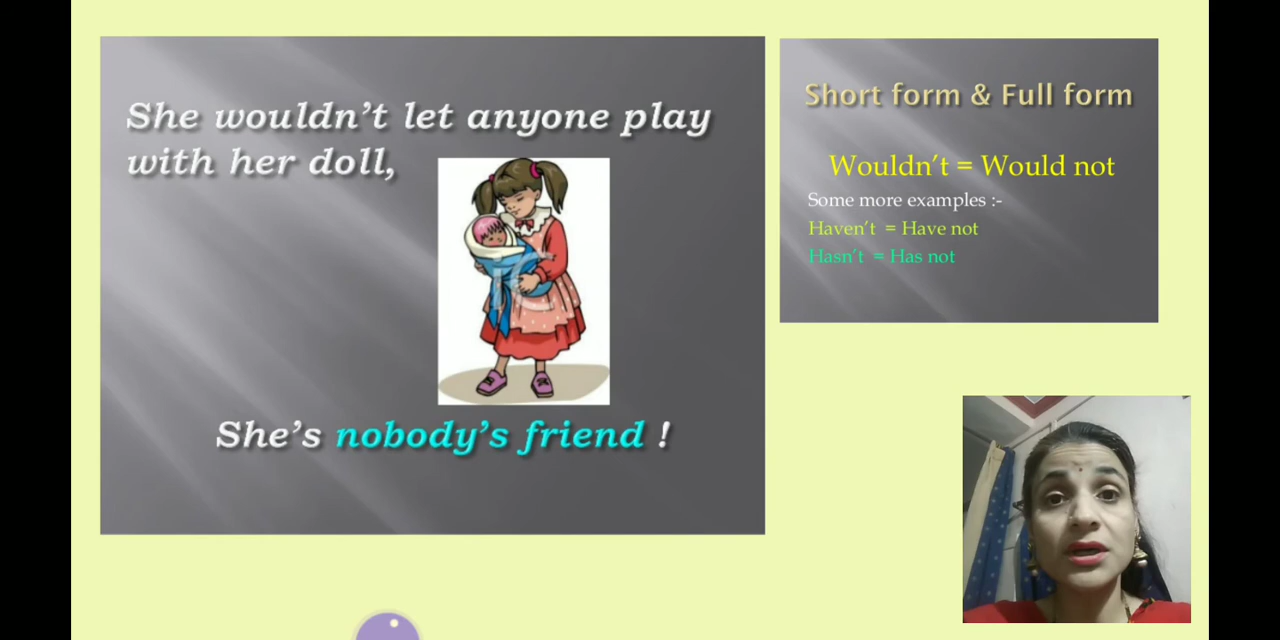 She wouldn't let anyone play
with her doll,
She's nobody's friend !
Short form & Full form
Wouldn't = Would not
Some more examples :-
Haven't = Have not
Hasn't = Has not